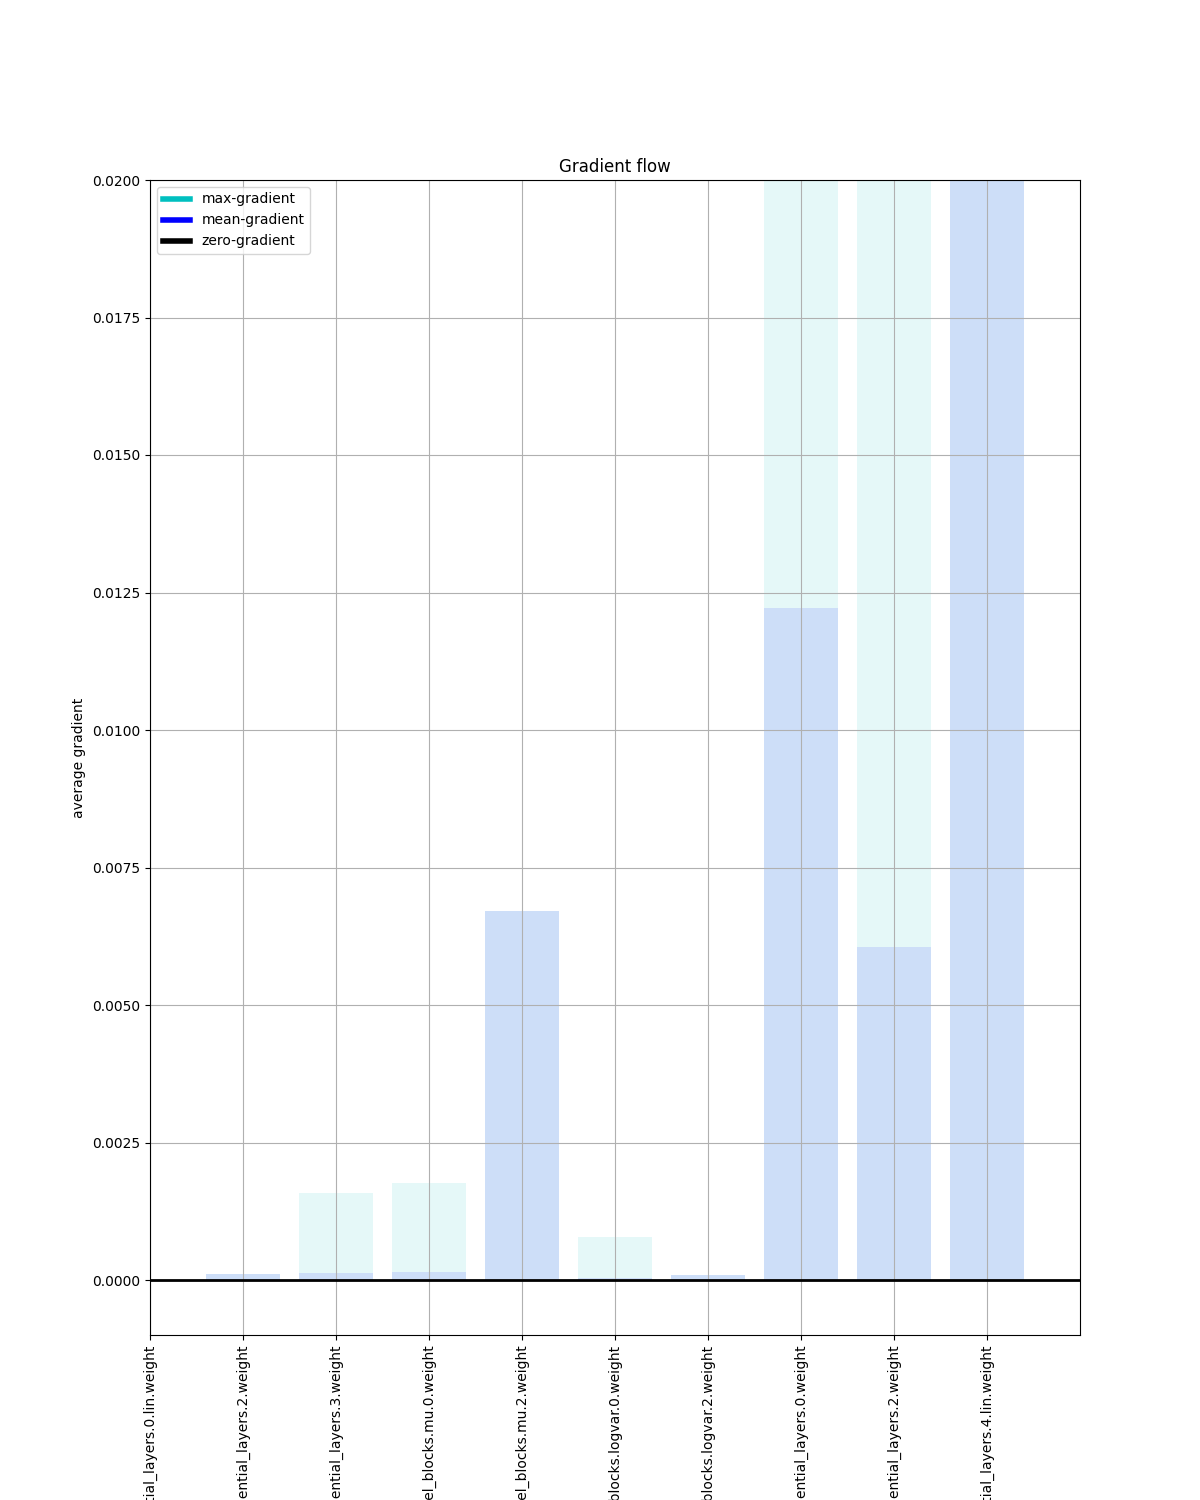 Gradient flow
max-gradient
mean-gradient
zero-gradient
average gradient
0.0200
0.0175
0.0150
0.0125
0.0100
0.0075
0.0050
0.0025
0.0000
tial_layers.0.lin.weight
ential_layers.2.weight
ential_layers.3.weight
el_blocks.mu.0.weight
el_blocks.mu.2.weight
blocks.logvar.0.weight
blocks.logvar.2.weight
ential_layers.0.weight
ential_layers.2.weight
tial_layers.4.lin.weight